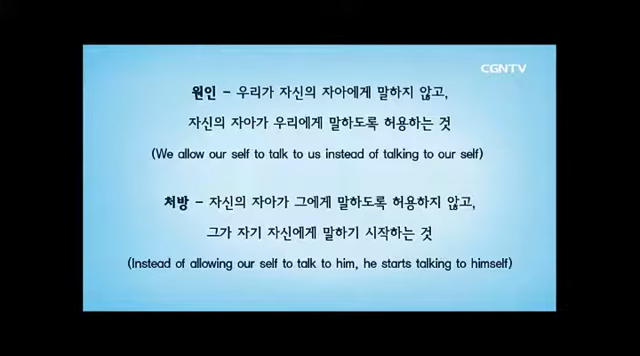 CGNTV
원인 – 우리가 자신의 자아에게 말하지 않고,
자신의 자아가 우리에게 말하도록 허용하는 것
(We allow our self to talk to us instead of talking to our self)
처방 – 자신의 자아가 그에게 말하도록 허용하지 않고,
그가 자기 자신에게 말하기 시작하는 것
(Instead of allowing our self to talk to him, he starts talking to himself)